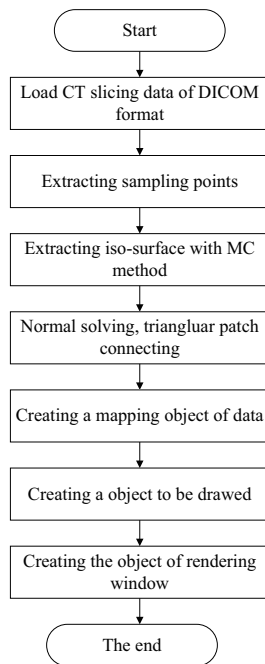 Start
Load CT slicing data of DICOM
format
Extracting sampling points
Extracting iso-surface with MC
method
Normal solving, triangluar patch
connecting
Creating a mapping object of data
Creating a object to be drawed
Creating the object of rendering
window
The end